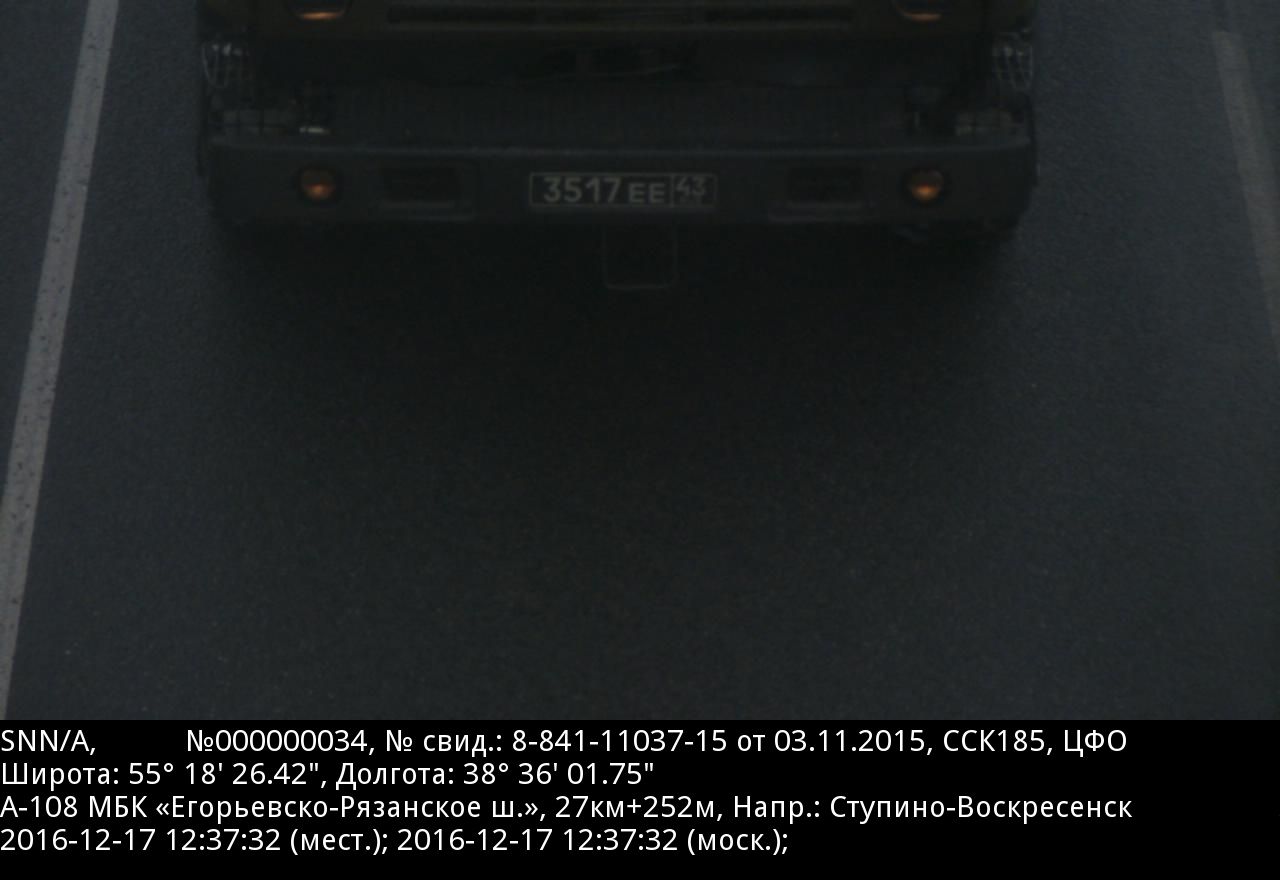 3517 ЕЕ 43
SNN/A, №000000034, № свид.: 8-841-11037-15 от 03.11.2015, ССК185, ЦФО
Широта: 55° 18' 26.42", Долгота: 38° 36' 01.75"
А-108 МБК «Егорьевско-Рязанское ш.», 27км+252м, Напр.: Ступино-Воскресенск
2016-12-17 12:37:32 (мест.); 2016-12-17 12:37:32 (моск.);